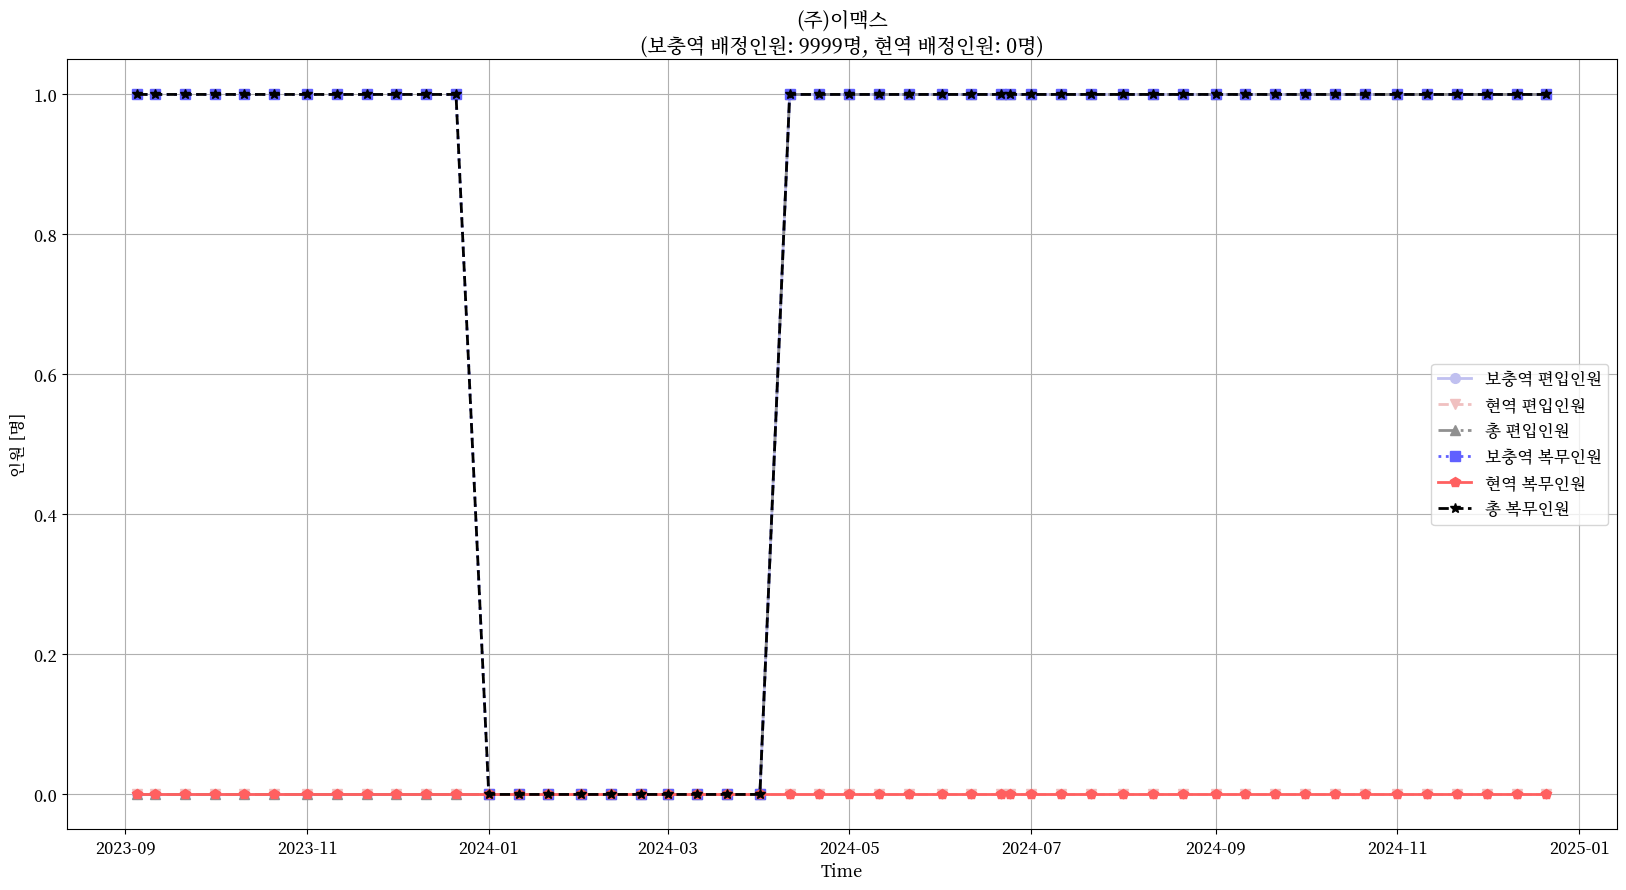 (주)이맥스
(보충역 배정인원: 9999명, 현역 배정인원: 0명)
인원 [명]
1.0
0.8
0.6
0.4
0.2
0.0
보충역 편입인원
현역 편입인원
총 편입인원
보충역 복무인원
현역 복무인원
총 복무인원
2023-09 2023-11 2024-01 2024-03 2024-05 2024-07 2024-09 2024-11 2025-01
Time